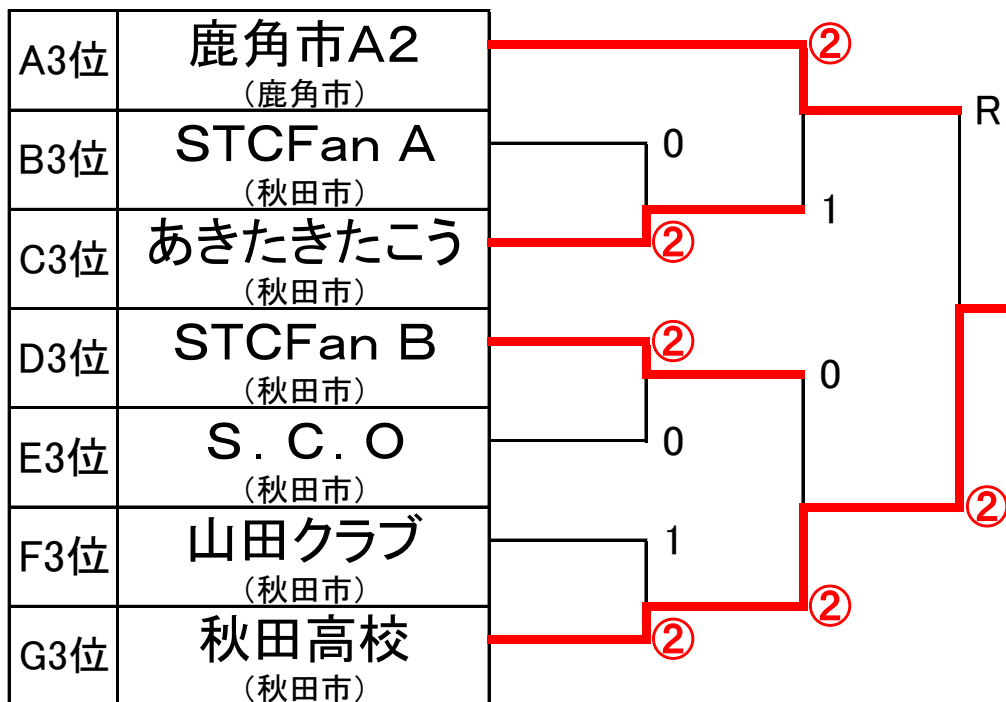 A3位 鹿角市A2 ②
(鹿角市)
R
B3位 STCFan A 0
(秋田市)
1
C3位 あきたきたこう ②
(秋田市)
D3位 STCFan B ②
(秋田市)
0
E3位 S．C．O 0
(秋田市)
②
F3位 山田クラブ 1
(秋田市)
②
G3位 秋田高校 ②
(秋田市)